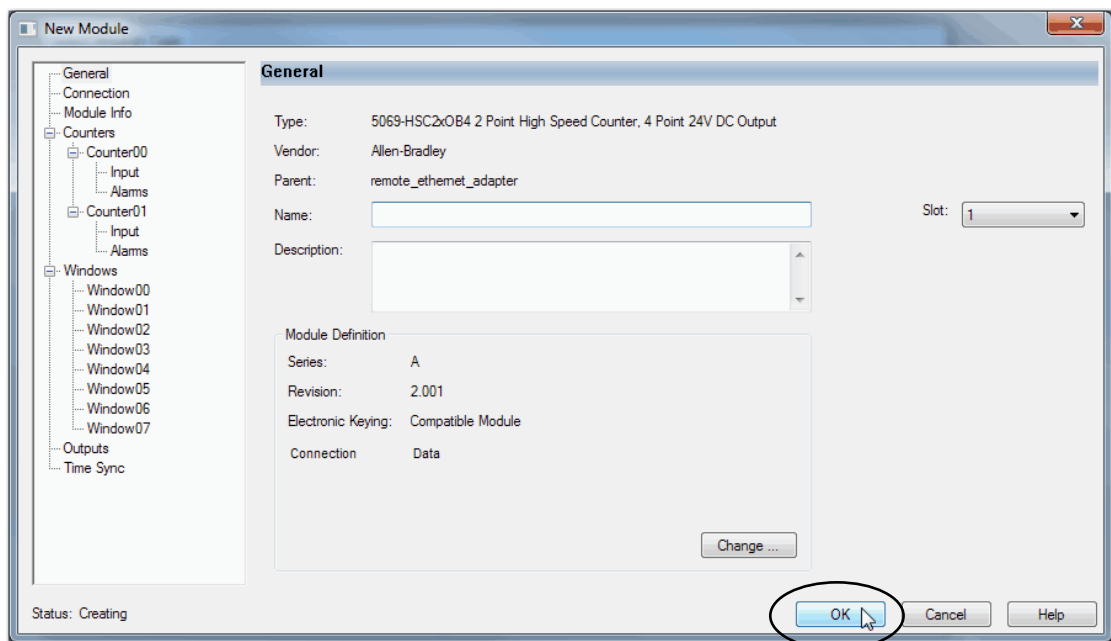 New Module
General
Connection
Module Info
Counters
Counter00
Input
Alarms
Counter01
Input
Alarms
Windows
Window00
Window01
Window02
Window03
Window04
Window05
Window06
Window07
Outputs
Time Sync
General
Type: 5069-HSC2xOB4 2 Point High Speed Counter, 4 Point 24V DC Output
Vendor: Allen-Bradley
Parent: remote_ethernet_adapter
Name: Slot: 1
Description:
Module Definition
Series: A
Revision: 2.001
Electronic Keying: Compatible Module
Connection Data
Change ...
Status: Creating
OK Cancel Help